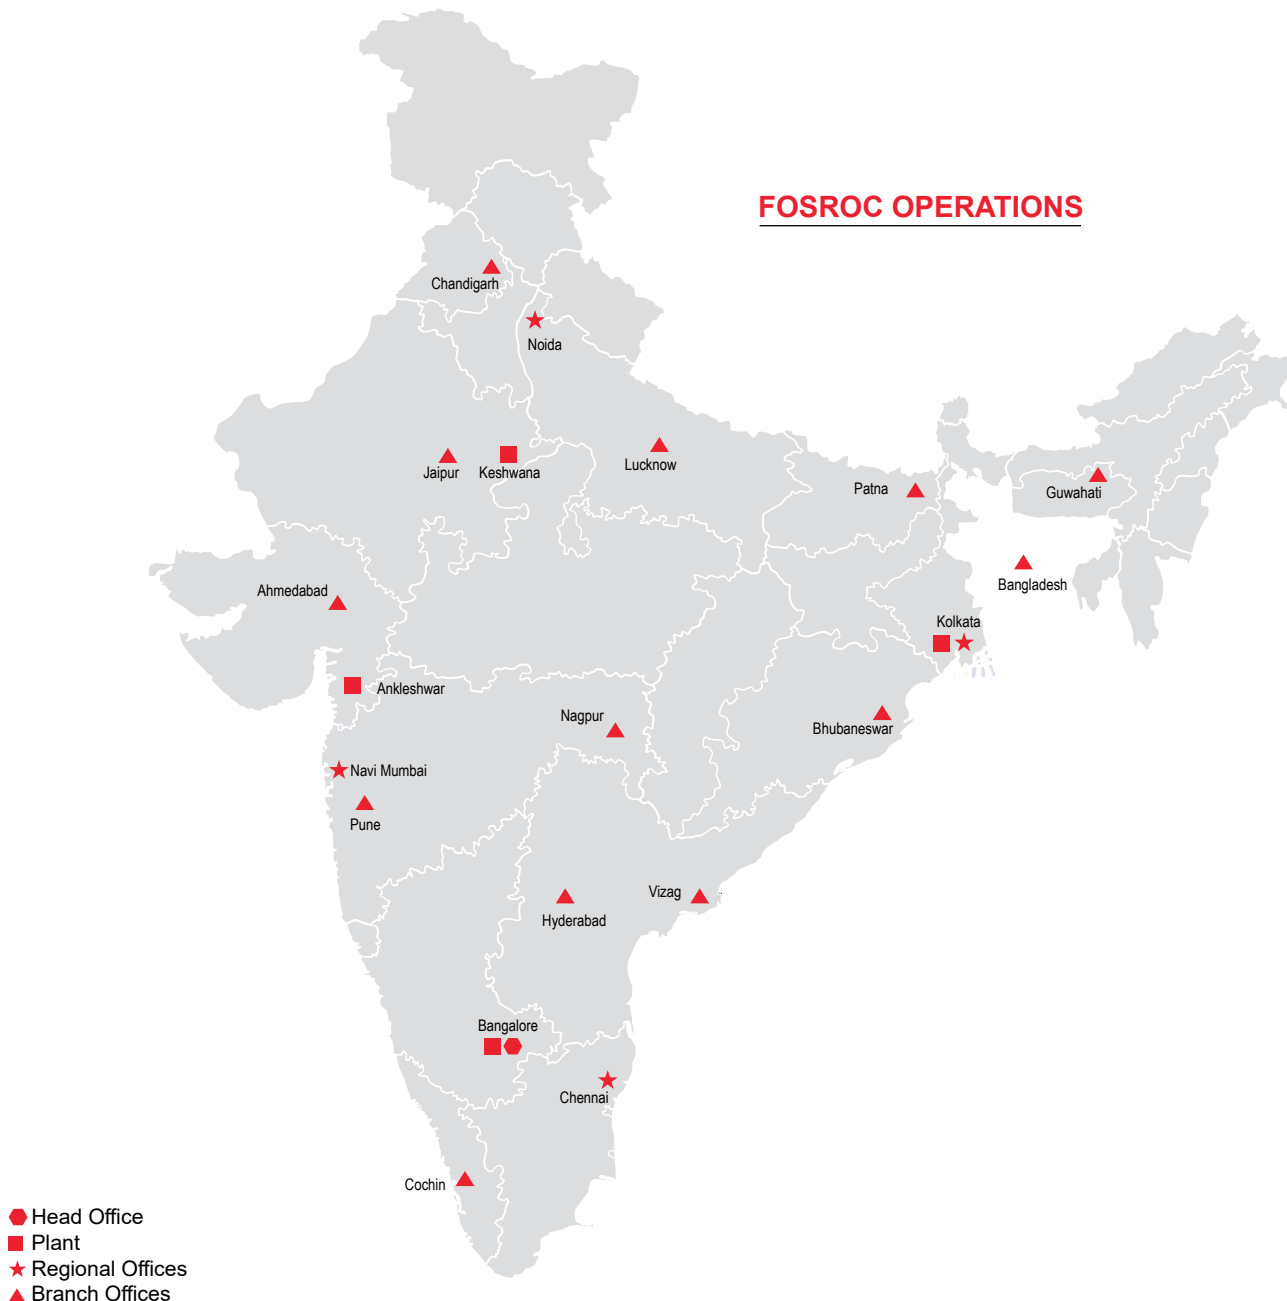 FOSROC OPERATIONS
Chandigarh
Noida
Jaipur
Keshwana
Lucknow
Patna
Guwahati
Bangladesh
Ahmedabad
Kolkata
Ankleshwar
Nagpur
Bhubaneswar
Navi Mumbai
Pune
Vizag
Hyderabad
Bangalore
Chennai
Cochin
Head Office
Plant
Regional Offices
Branch Offices